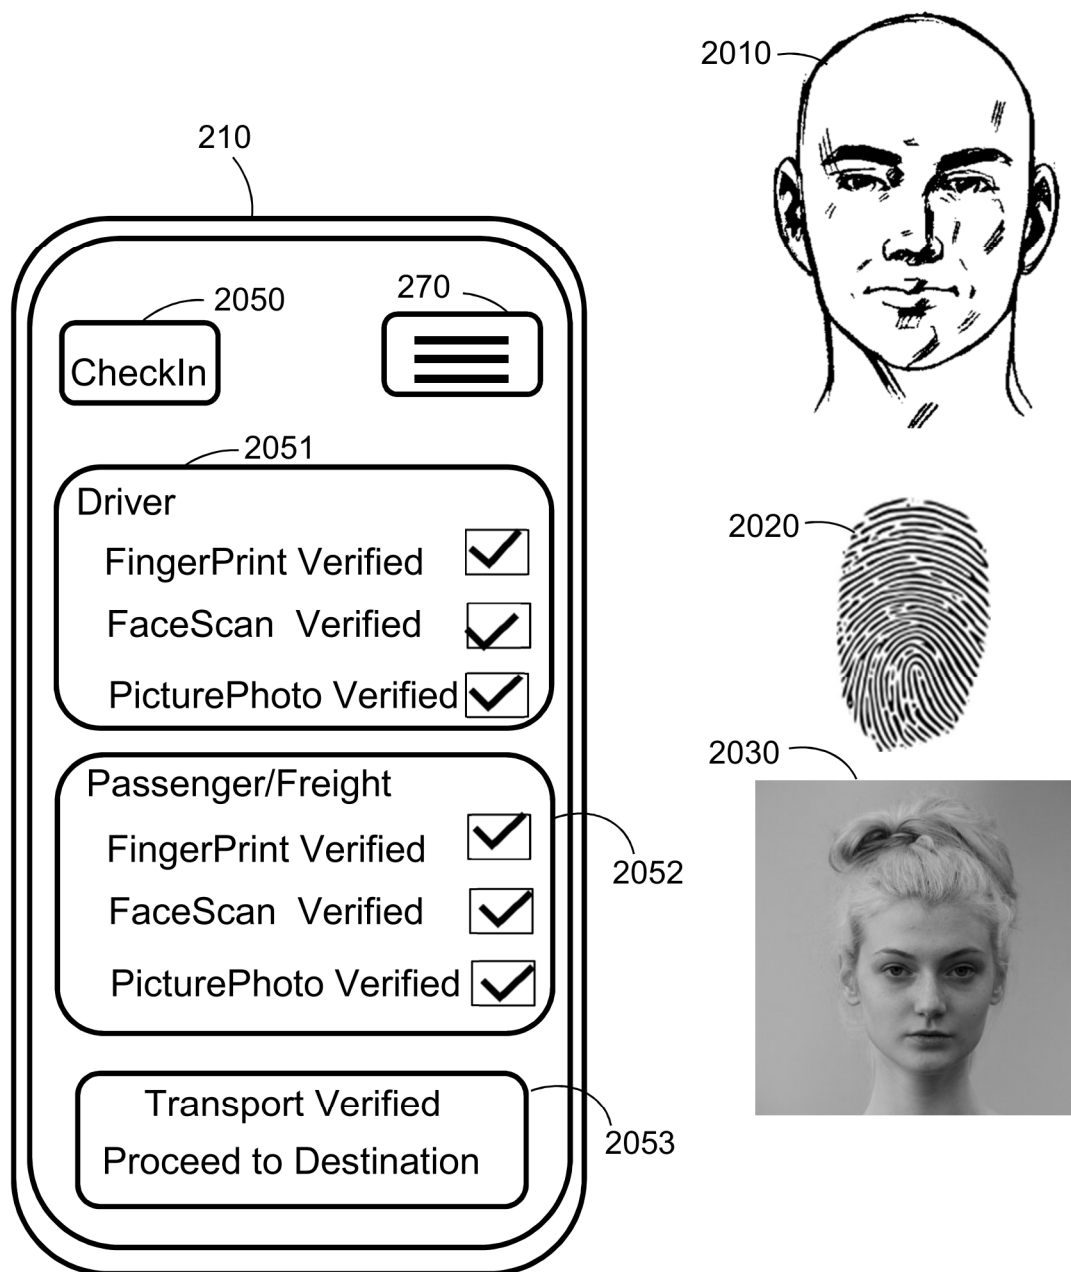 2010
210
2050
270
CheckIn
2051
Driver
FingerPrint Verified
FaceScan Verified
PicturePhoto Verified
2020
2030
Passenger/Freight
FingerPrint Verified
FaceScan Verified
PicturePhoto Verified
2052
Transport Verified
Proceed to Destination
2053